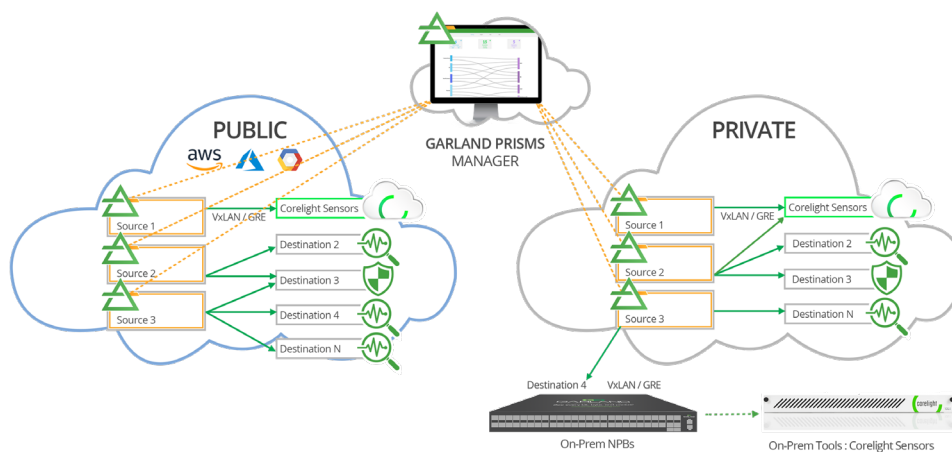 GARLAND PRISMS
MANAGER
PUBLIC
aws
VxLAN / GRE
Source 1
Source 2
Source 3
Corelight Sensors
Destination 2
Destination 3
Destination 4
Destination N
PRIVATE
VxLAN / GRE
Source 1
Source 2
Source 3
Corelight Sensors
Destination 2
Destination 3
Destination N
Destination 4
VxLAN / GRE
On-Prem NPBs
corelight
On-Prem Tools : Corelight Sensors